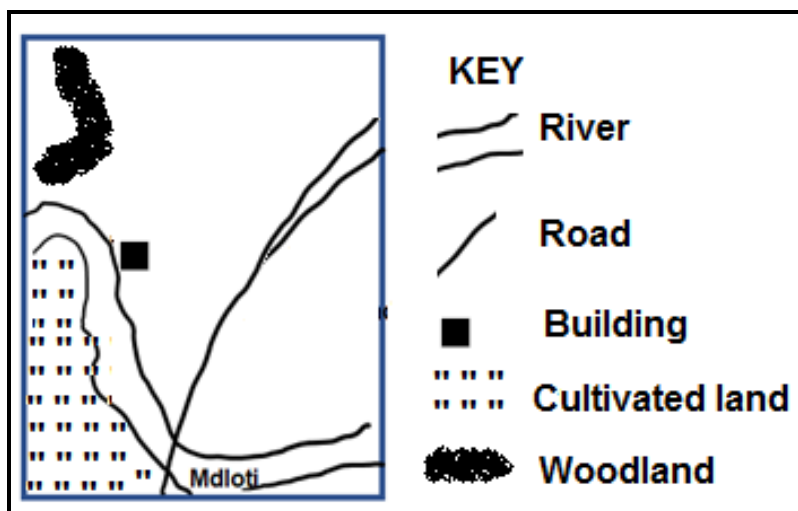 KEY
River
Road
Building
Cultivated land
Woodland
Mdloti